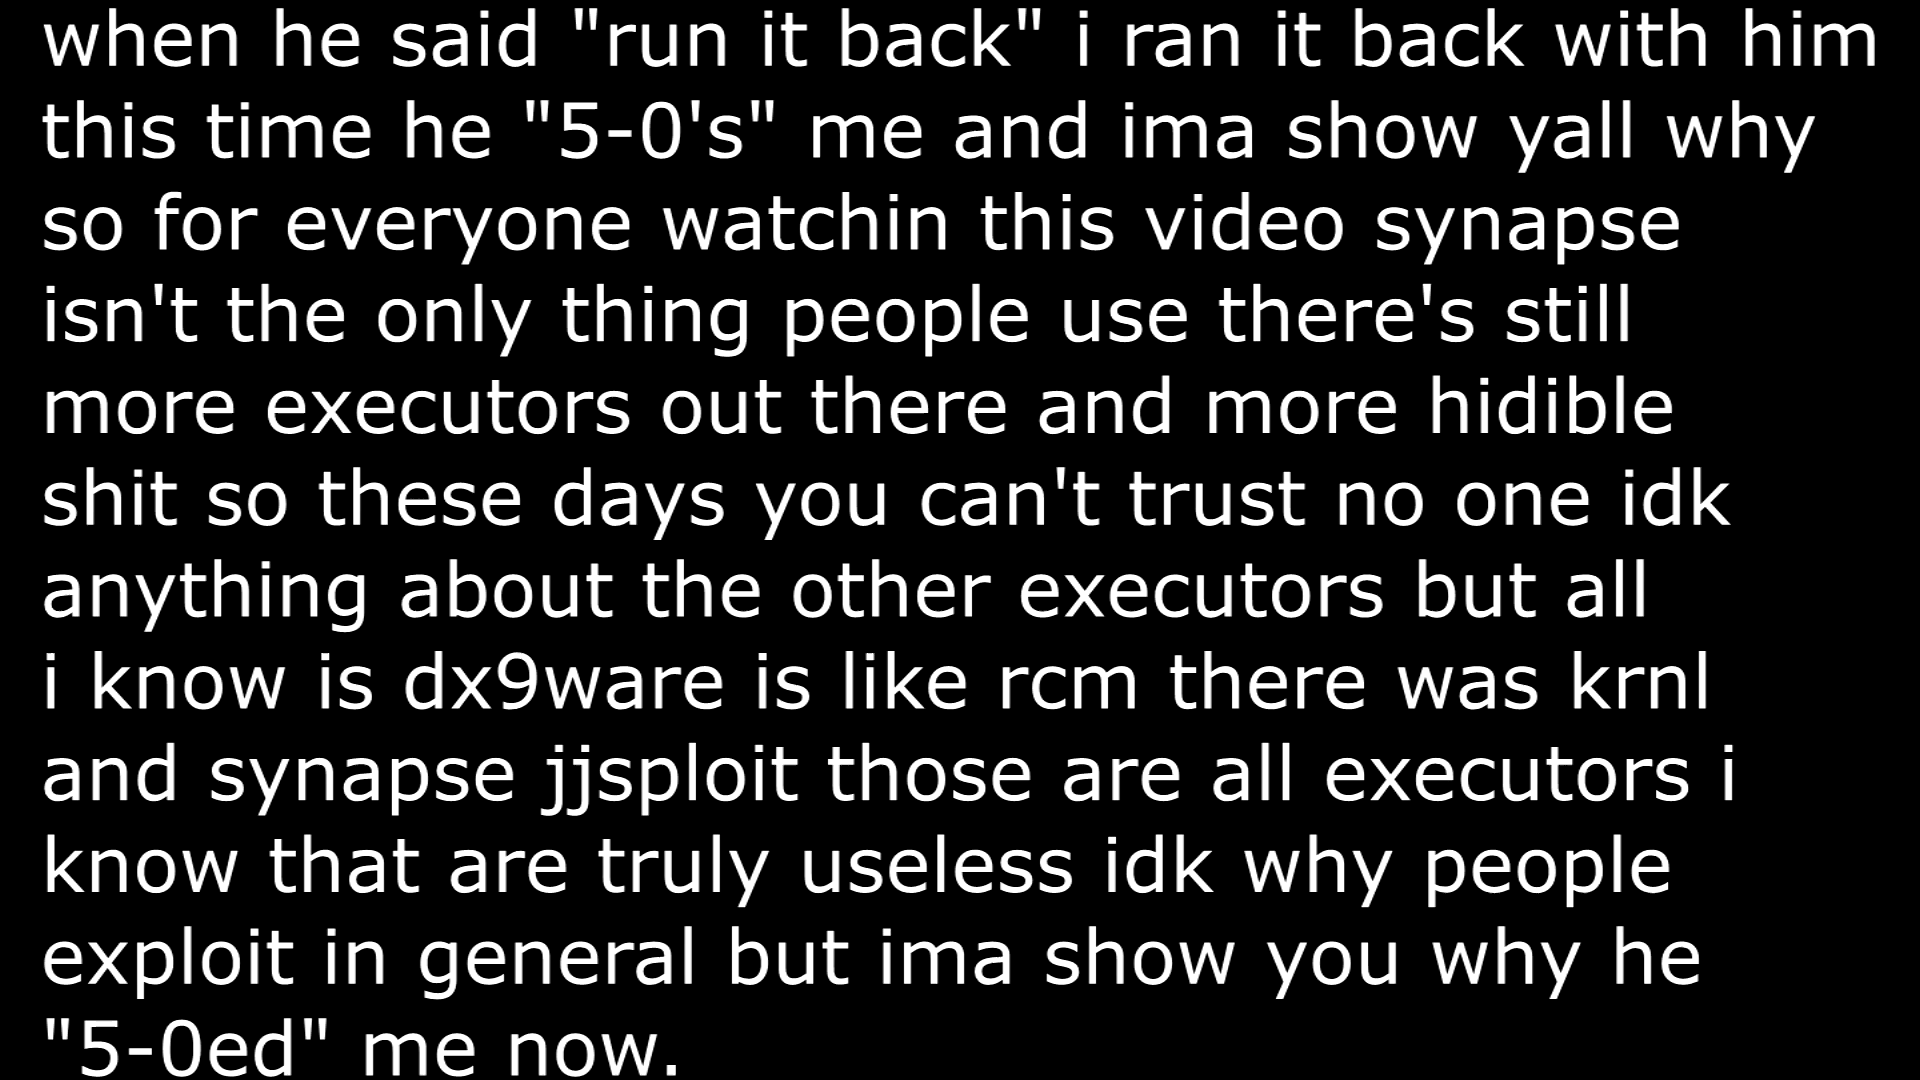 when he said "run it back" i ran it back with him
this time he "5-0's" me and ima show yall why
so for everyone watchin this video synapse
isn't the only thing people use there's still
more executors out there and more hidible
shit so these days you can't trust no one idk
anything about the other executors but all
i know is dx9ware is like rcm there was krnl
and synapse jjsploit those are all executors i
know that are truly useless idk why people
exploit in general but ima show you why he
"5-0ed" me now.